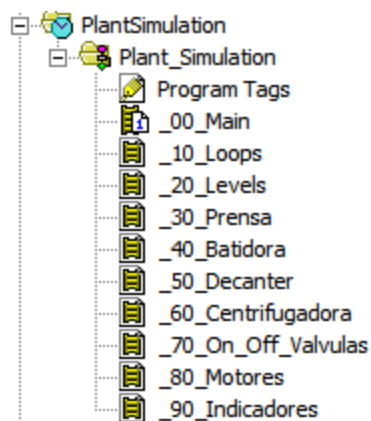 PlantSimulation
Plant_Simulation
Program Tags
_00_Main
_10_Loops
_20_Levels
_30_Prensa
_40_Batidora
_50_Decanter
_60_Centrifugadora
_70_On_Off_Valvulas
_80_Motores
_90_Indicadores